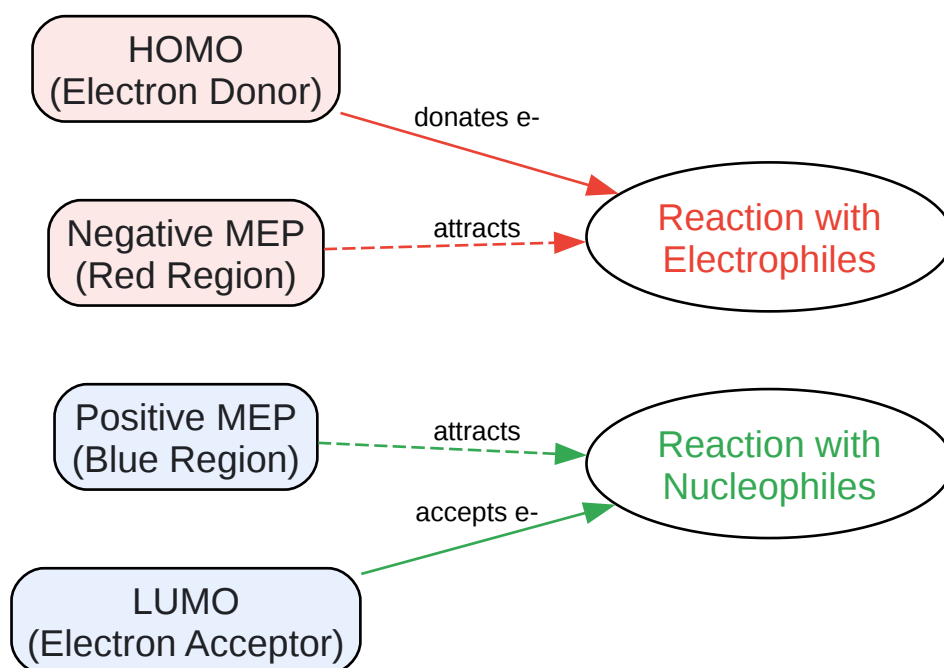 HOMO
(Electron Donor)
donates e-
Negative MEP
(Red Region)
attracts
Reaction with
Electrophiles
Positive MEP
(Blue Region)
attracts
Reaction with
Nucleophiles
accepts e-
LUMO
(Electron Acceptor)